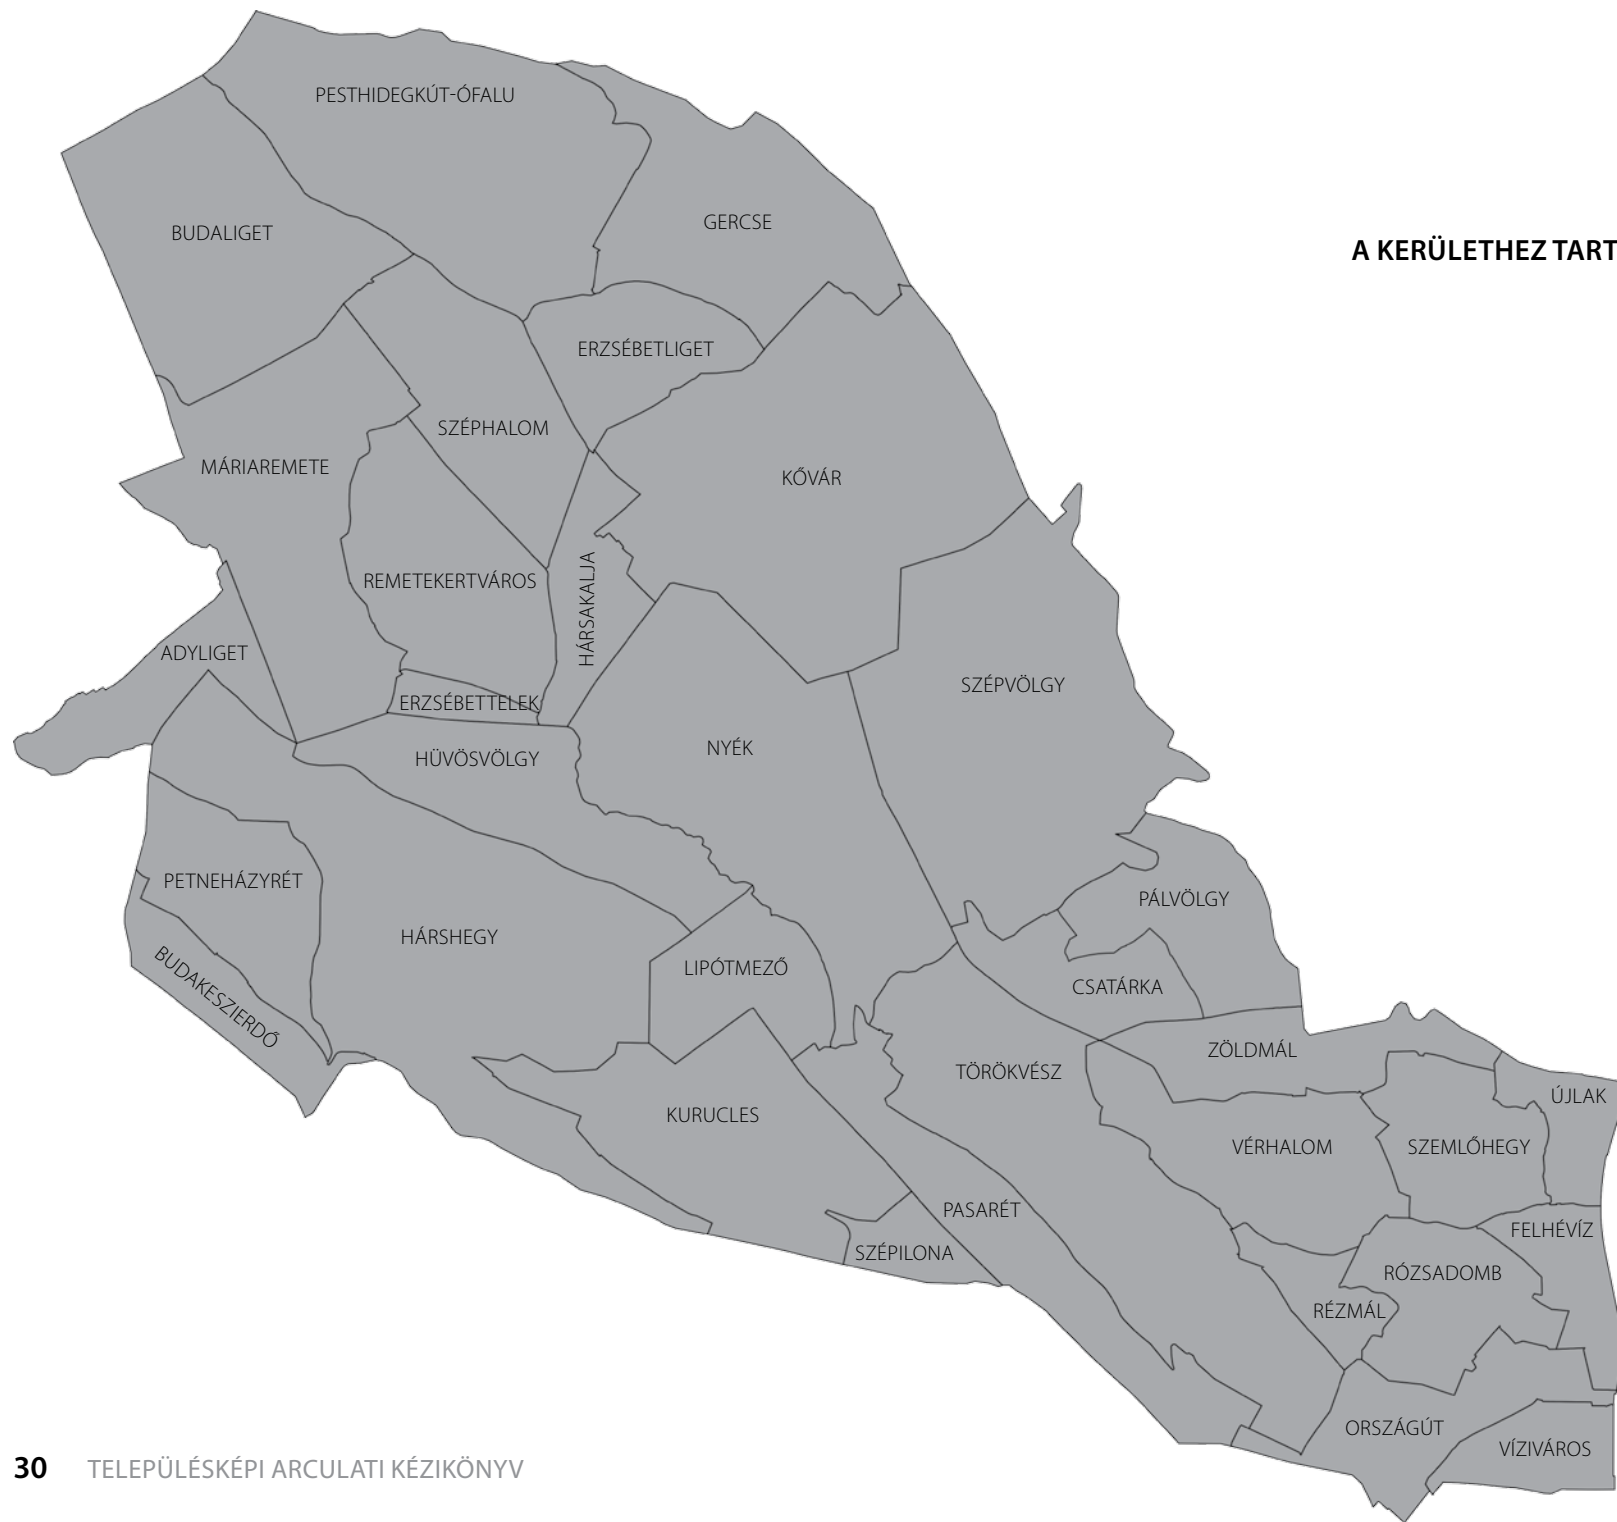 PESTHIDEGKÚT-ÓFALU
GERCSE
BUDALIGET
A KERÜLETHEZ TART
ERZSÉBETLIGET
SZÉPHALOM
MÁRIAREMETE
KŐVÁR
REMETEKERTVÁROS
HÁRSAKALJA
ADYLIGET
SZÉPVÖLGY
ERZSÉBETTELEK
NYÉK
HÜVÖSVÖLGY
PETNEHÁZYRÉT
PÁLVÖLGY
HÁRSHEGY
LIPÓTMEZŐ
CSATÁRKA
BUDAKESZIERDŐ
ZÖLDMÁL
TÖRÖKVÉSZ
ÚJLAK
KURUCLES
VÉRHALOM
SZEMLŐHEGY
PASARÉT
FELHÉVÍZ
SZÉPILONA
RÓZSADOMB
RÉZMÁL
ORSZÁGÚT
VÍZIVÁROS
30 TELEPÜLÉSKÉPI ARCULATI KÉZIKÖNYV